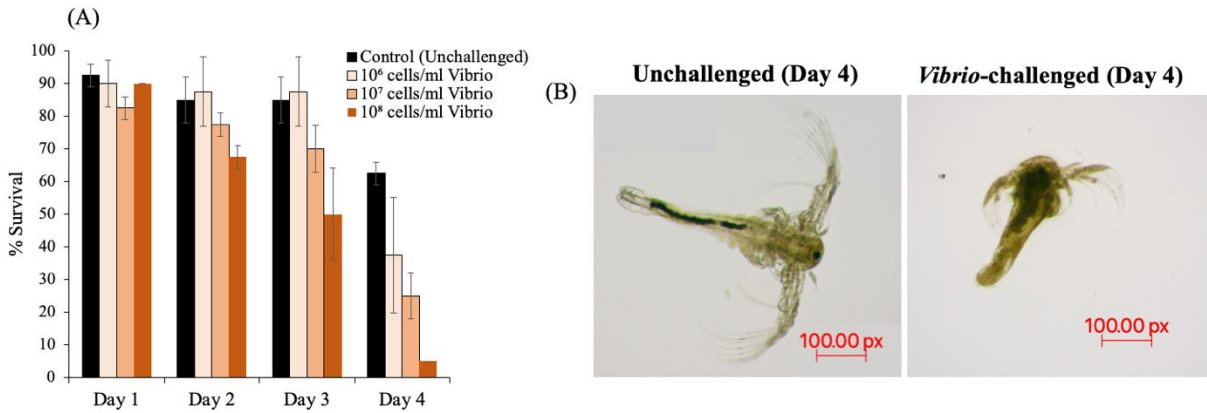 (A)
% Survival
100
90
80
70
60
50
40
30
20
10
0
Day 1 Day 2 Day 3 Day 4
Control (Unchallenged)
10⁶ cells/ml Vibrio
10⁷ cells/ml Vibrio
10⁸ cells/ml Vibrio
(B)
Unchallenged (Day 4)
100.00 px
Vibrio-challenged (Day 4)
100.00 px